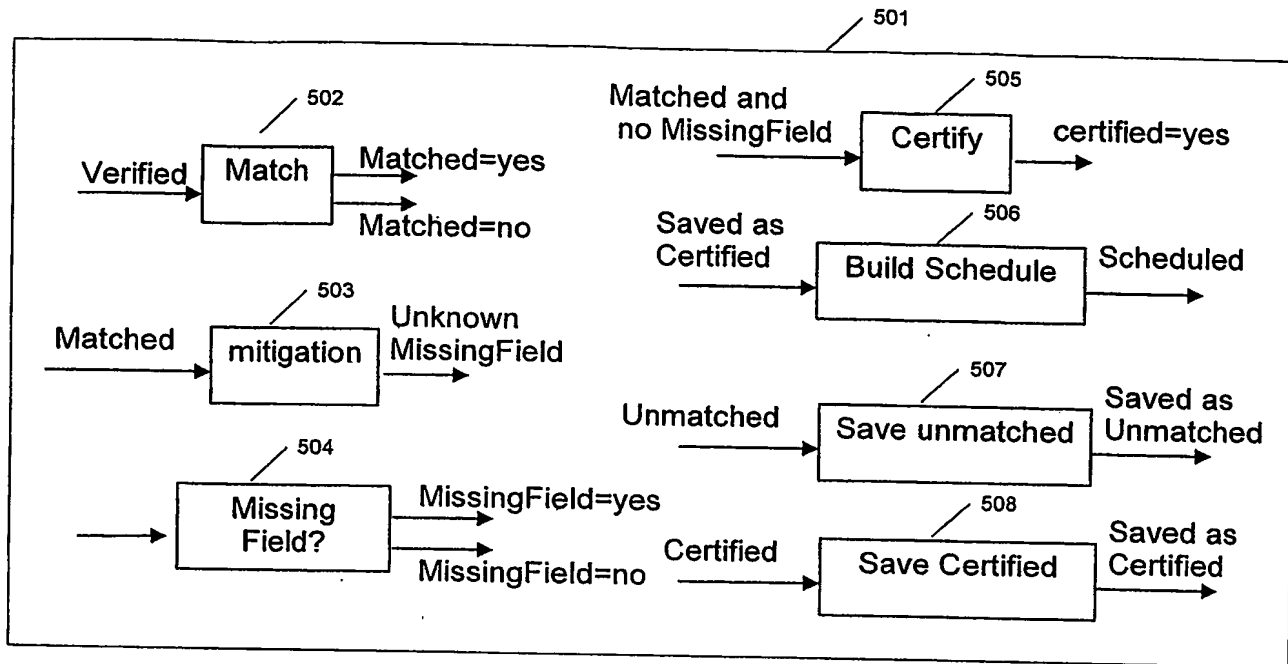 501
502
Verified
Match
Matched=yes
Matched=no
503
Matched
mitigation
Unknown
MissingField
504
Missing
Field?
MissingField=yes
MissingField=no
505
Matched and
no MissingField
Certify
certified=yes
506
Saved as
Certified
Build Schedule
Scheduled
507
Unmatched
Save unmatched
Saved as
Unmatched
508
Certified
Save Certified
Saved as
Certified